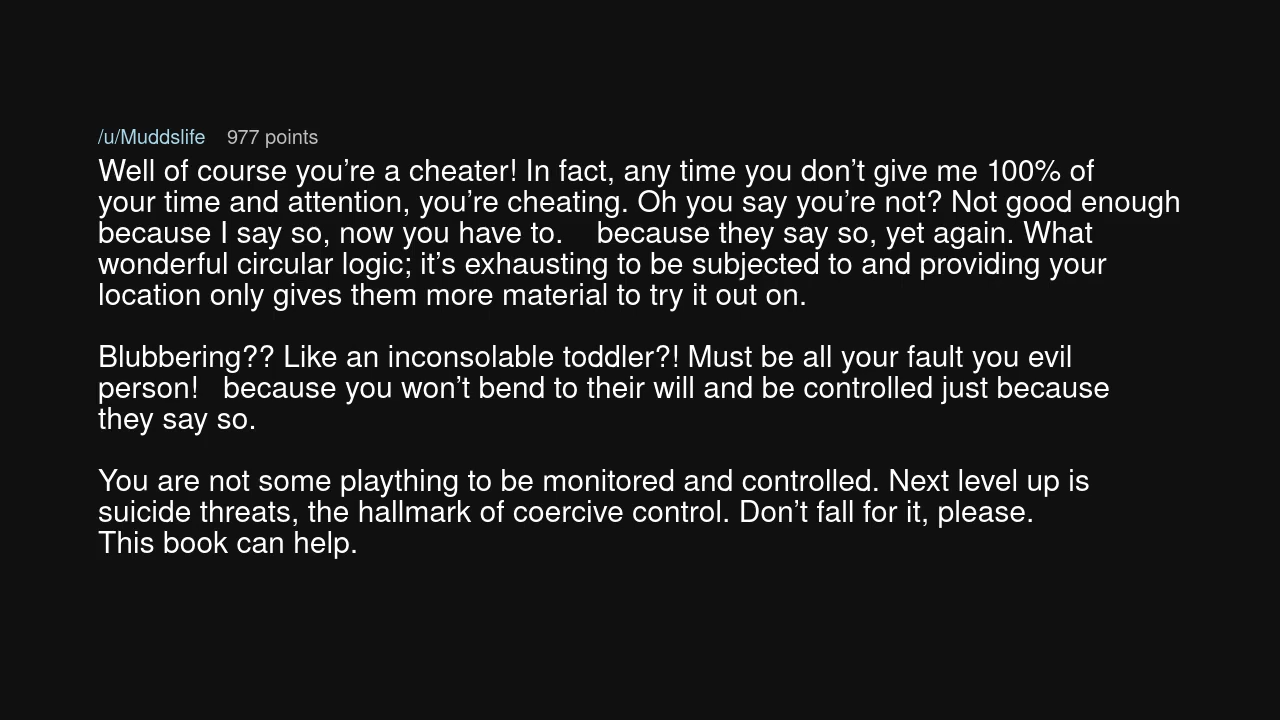 /u/Muddslife 977 points
Well of course you’re a cheater! In fact, any time you don’t give me 100% of
your time and attention, you’re cheating. Oh you say you’re not? Not good enough
because I say so, now you have to. because they say so, yet again. What
wonderful circular logic; it’s exhausting to be subjected to and providing your
location only gives them more material to try it out on.
Blubbering?? Like an inconsolable toddler?! Must be all your fault you evil
person! because you won’t bend to their will and be controlled just because
they say so.
You are not some plaything to be monitored and controlled. Next level up is
suicide threats, the hallmark of coercive control. Don’t fall for it, please.
This book can help.